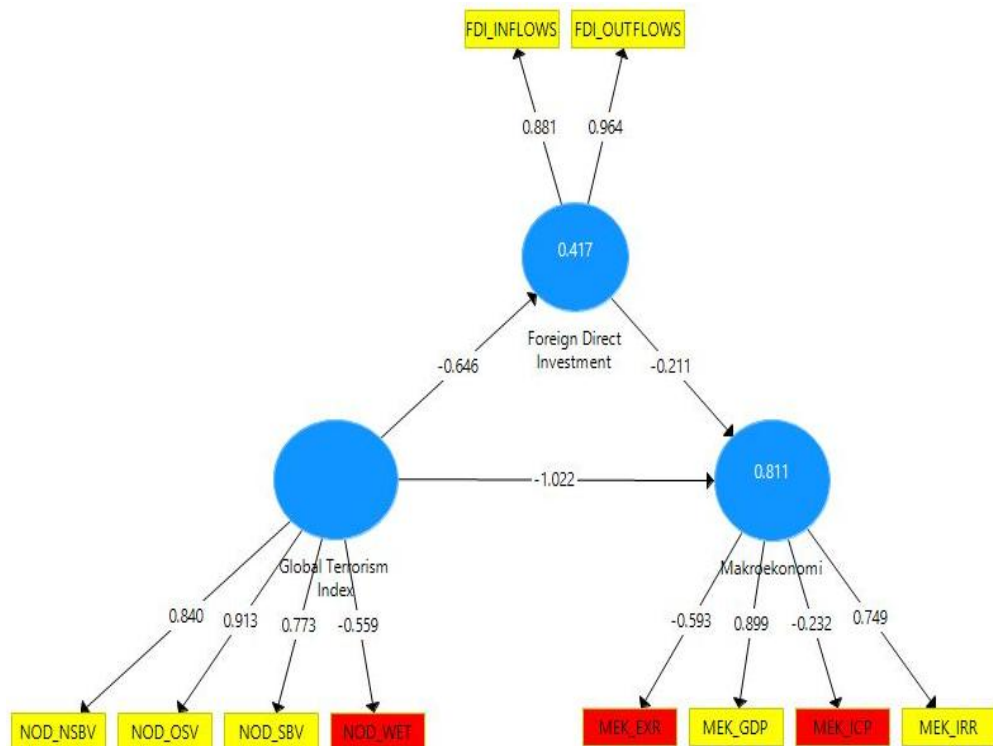 FDI_INFLOWS FDI_OUTFLOWS
0.881 0.964
0.417
Foreign Direct
Investment
-0.646 -0.211
-1.022
0.811
Global Terrorism
Index
Makroekonomi
0.840 0.913 0.773 -0.559
-0.593 0.899 -0.232 0.749
NOD_NSBV NOD_OSV NOD_SBV NOD_WET
MEK_EXR MEK_GDP MEK_ICP MEK_IRR